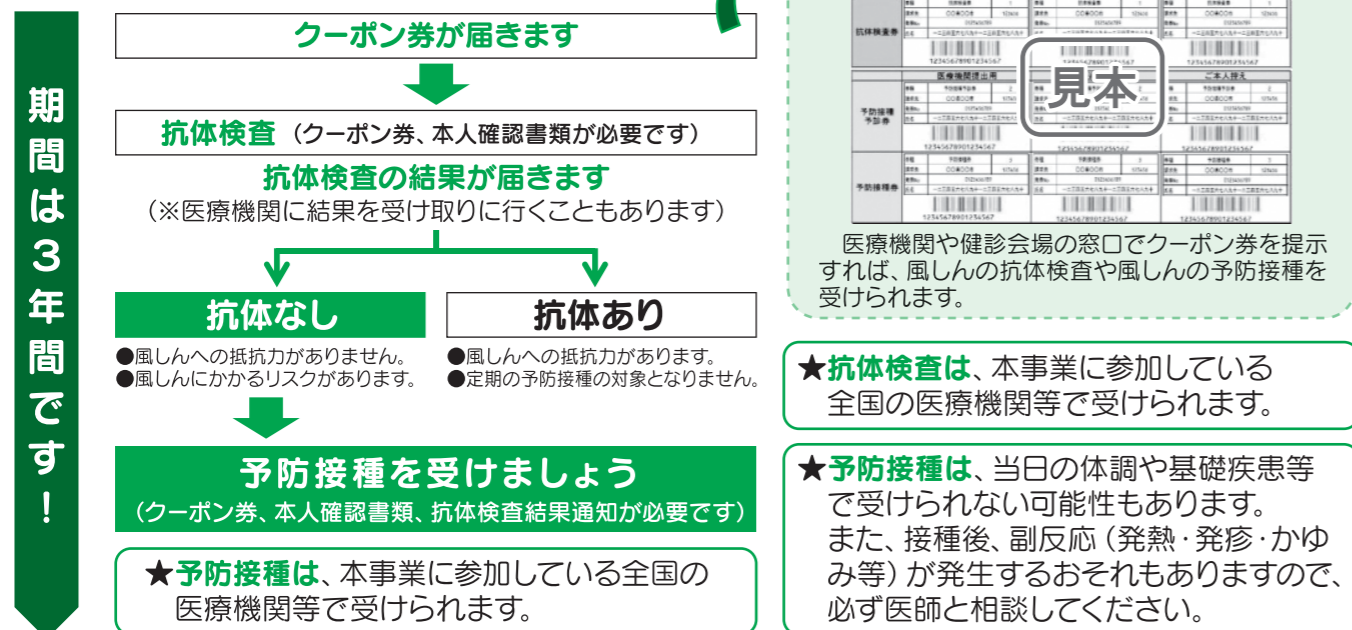 期間は3年間です!
クーポン券が届きます
抗体検査(クーポン券、本人確認書類が必要です)
抗体検査の結果が届きます
(※医療機関に結果を受け取りに行くこともあります)
抗体なし
●風しんへの抵抗力がありません。
●風しんにかかるリスクがあります。
抗体あり
●風しんへの抵抗力があります。
●定期の予防接種の対象となりません。
予防接種を受けましょう
(クーポン券、本人確認書類、抗体検査結果通知が必要です)
★予防接種は、本事業に参加している全国の
医療機関等で受けられます。
抗体検査券
12345678901234567
12345678901234567
医療機関提出用
ご本人控え
見本
予防接種
予診券
12345678901234567
12345678901234567
12345678901234567
予防接種券
12345678901234567
12345678901234567
12345678901234567
医療機関や健診会場の窓口でクーポン券を提示
すれば、風しんの抗体検査や風しんの予防接種を
受けられます。
★抗体検査は、本事業に参加している
全国の医療機関等で受けられます。
★予防接種は、当日の体調や基礎疾患等
で受けられない可能性もあります。
また、接種後、副反応(発熱・発疹・かゆ
み等)が発生するおそれもありますので、
必ず医師と相談してください。